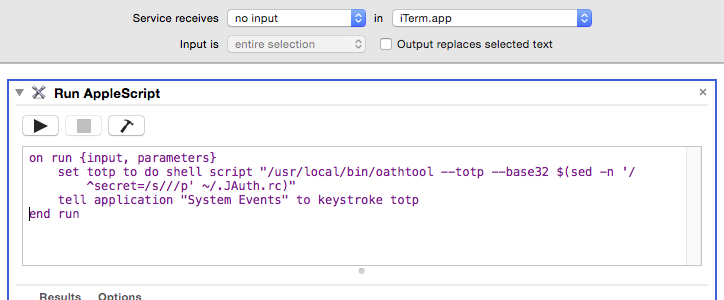 Service receives no input in iTerm.app
Input is entire selection Output replaces selected text
Run AppleScript
on run {input, parameters}
set totp to do shell script "/usr/local/bin/oathtool --totp --base32 $(sed -n '/
^secret=/s///p' ~/.JAuth.rc)"
tell application "System Events" to keystroke totp
end run
Results Options